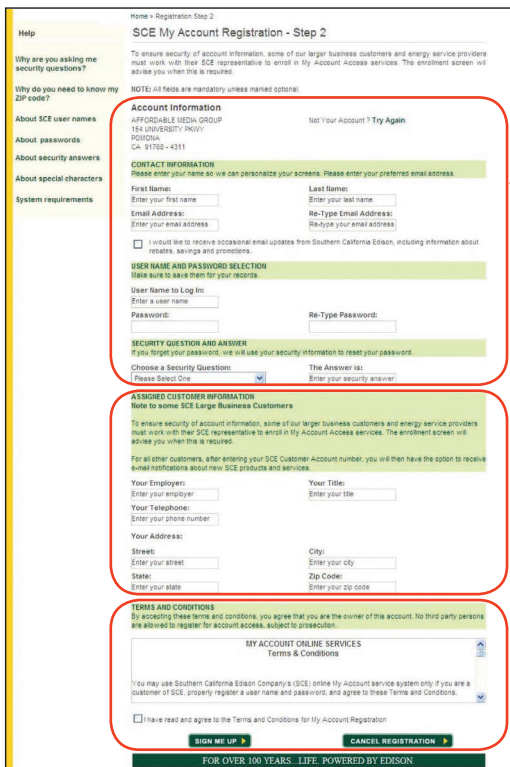 Home > Registration Step 2
Help
SCE My Account Registration - Step 2
Why are you asking me
security questions?
Why do you need to know my
ZIP code?
About SCE user names
About passwords
About security answers
About special characters
System requirements
To ensure security of account information, some of our larger business customers and energy service providers
must work with their SCE representative to enroll in My Account Access services. The enrollment screen will
advise you when this is required.
NOTE: All fields are mandatory unless marked optional.
Account Information
AFFORDABLE MEDIA GROUP
Not Your Account ? Try Again.
154 UNIVERSITY PKWY
POMONA
CA 91768 - 4311
CONTACT INFORMATION
Please enter your name so we can personalize your screens. Please enter your preferred email address.
First Name:
Last Name:
Enter your first name
Enter your last name
Email Address:
Re-Type Email Address:
Enter your email address
Re-type your email address
I would like to receive occasional email updates from Southern California Edison, including information about
rebates, savings and promotions.
USER NAME AND PASSWORD SELECTION
Make sure to save them for your records.
User Name to Log In:
Enter a user name
Password:
Re-Type Password:
SECURITY QUESTION AND ANSWER
If you forget your password, we will use your security information to reset your password.
Choose a Security Question:
The Answer is:
Please Select One
Enter your security answer
ASSIGNED CUSTOMER INFORMATION
Note to some SCE Large Business Customers
To ensure security of account information, some of our larger business customers and energy service providers
must work with their SCE representative to enroll in My Account Access services. The enrollment screen will
advise you when this is required.
For all other customers, after entering your SCE Customer Account number, you will then have the option to receive
e-mail notifications about new SCE products and services.
Your Employer:
Your Title:
Enter your employer
Enter your title
Your Telephone:
Enter your phone number
Your Address:
Street:
City:
Enter your street
Enter your city
State:
Zip Code:
Enter your state
Enter your zip code
TERMS AND CONDITIONS
By accepting these terms and conditions, you agree that you are the owner of this account. No third party persons
are allowed to register for account access, subject to prosecution.
MY ACCOUNT ONLINE SERVICES
Terms & Conditions
You may use Southern California Edison Company's (SCE) online My Account service system only if you are a
customer of SCE, properly register a user name and password, and agree to these Terms and Conditions.
I have read and agree to the Terms and Conditions for My Account Registration
SIGN ME UP
CANCEL REGISTRATION
FOR OVER 100 YEARS...LIFE. POWERED BY EDISON.